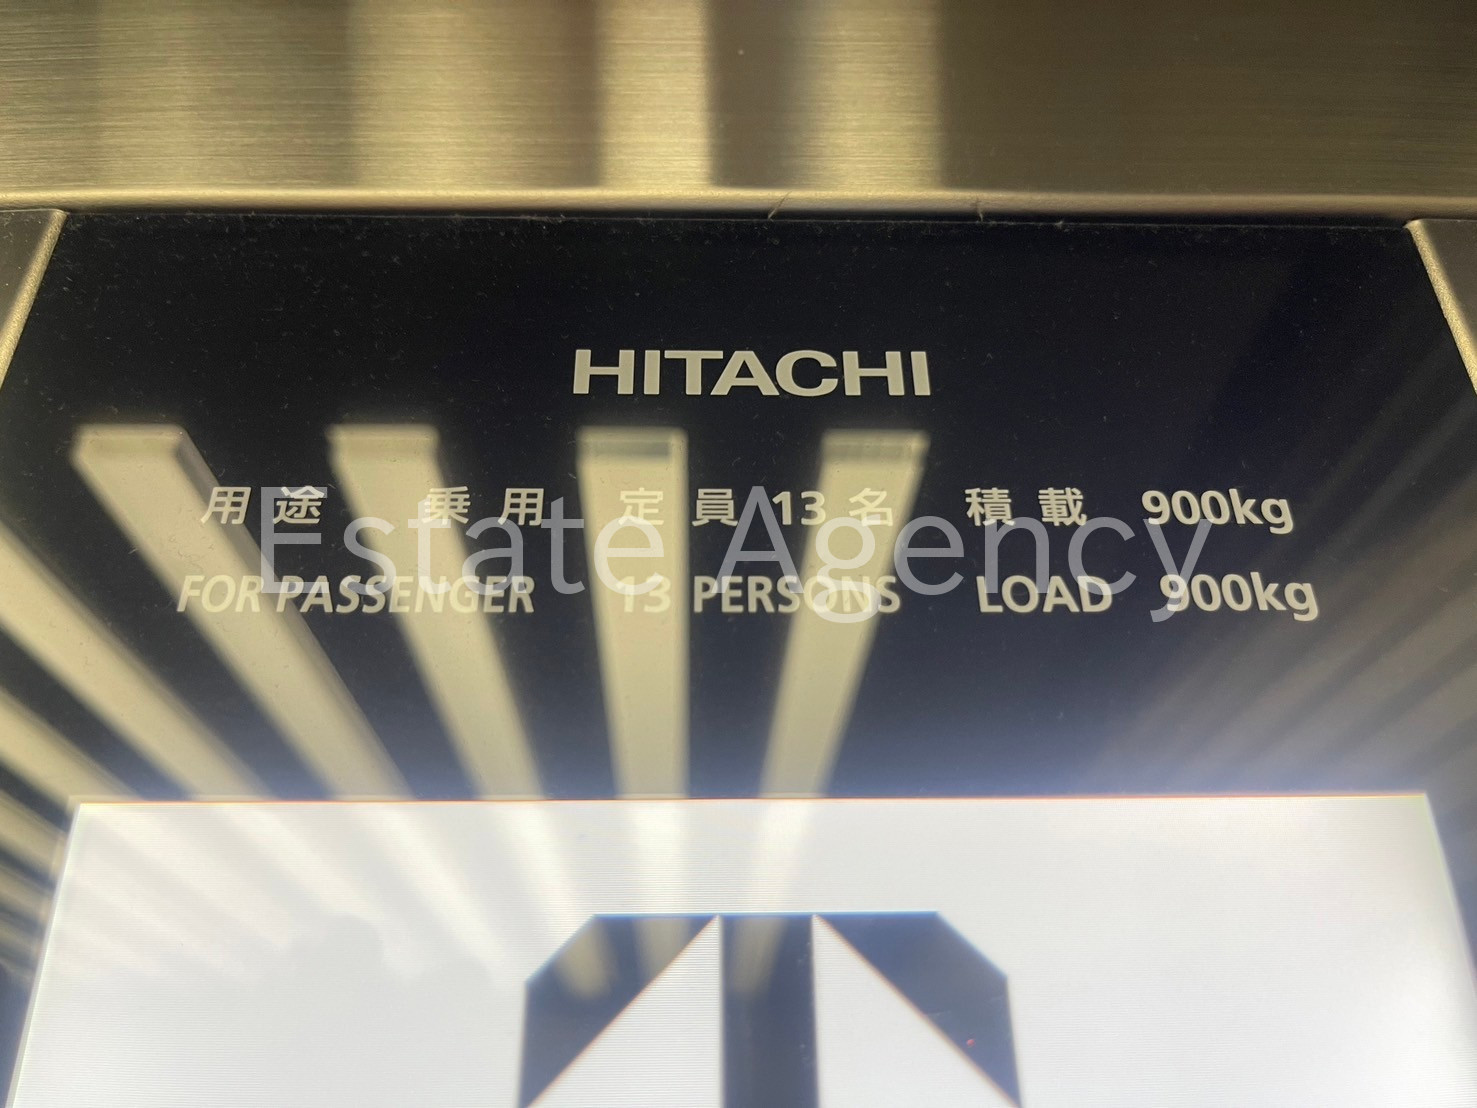 HITACHI
用途 乗用 定員 13名 積載 900kg
Estate Agency
FOR PASSENGER 13 PERSONS LOAD 900kg